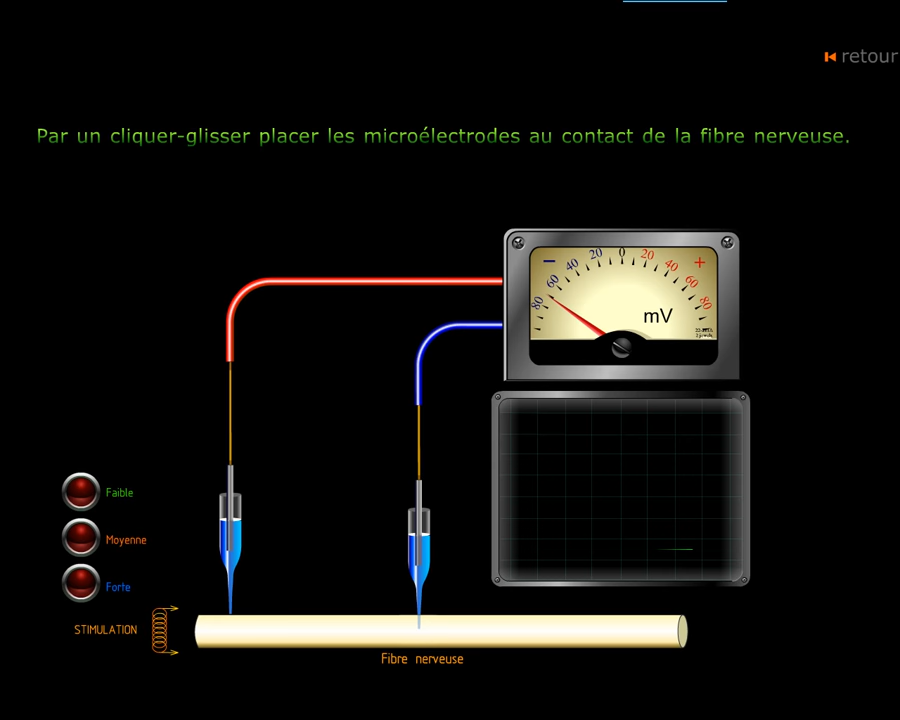 retour
Par un cliquer-glisser placer les microélectrodes au contact de la fibre nerveuse.
− 80 60 40 20 0 20 40 60 80 +
mV
Faible
Moyenne
Forte
STIMULATION
Fibre nerveuse